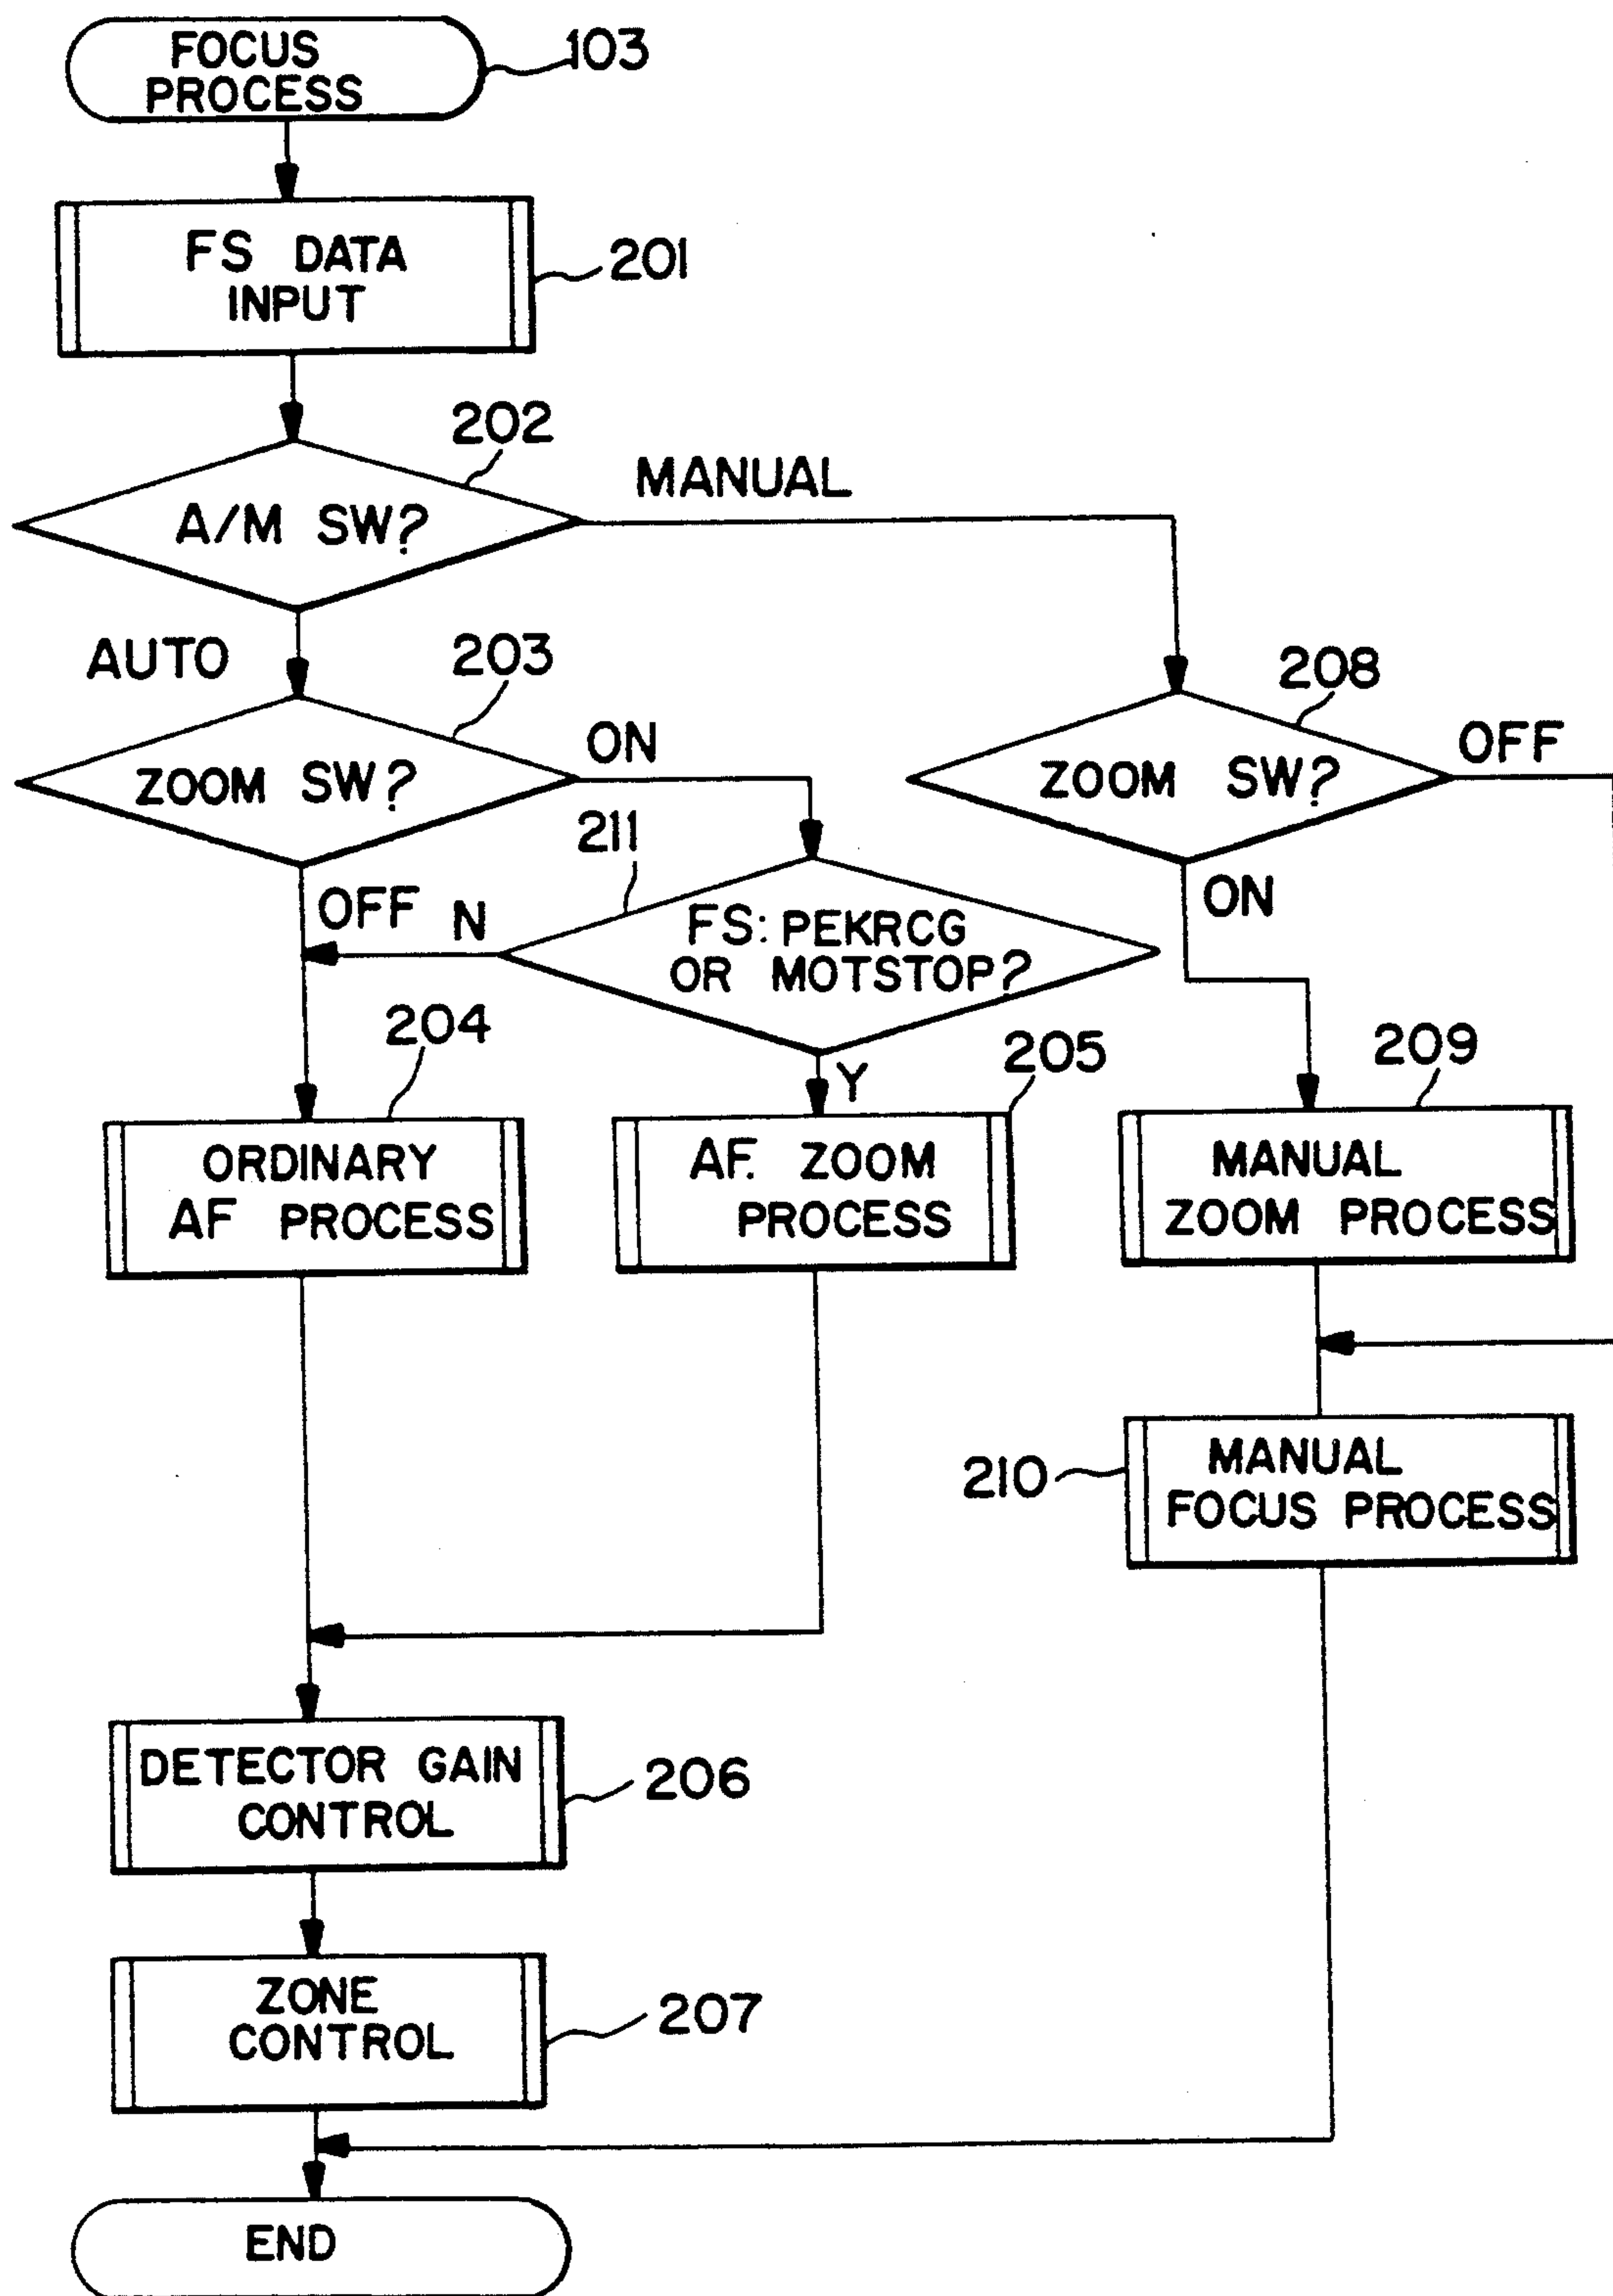 FOCUS
PROCESS
103
FS DATA
INPUT
201
202
MANUAL
A/M SW?
AUTO
203
208
ZOOM SW?
ON
ZOOM SW?
OFF
211
OFF
N
FS: PEKRCG
OR MOTSTOP?
ON
204
Y
205
209
ORDINARY
AF PROCESS
AF. ZOOM
PROCESS
MANUAL
ZOOM PROCESS
210
MANUAL
FOCUS PROCESS
DETECTOR GAIN
CONTROL
206
ZONE
CONTROL
207
END